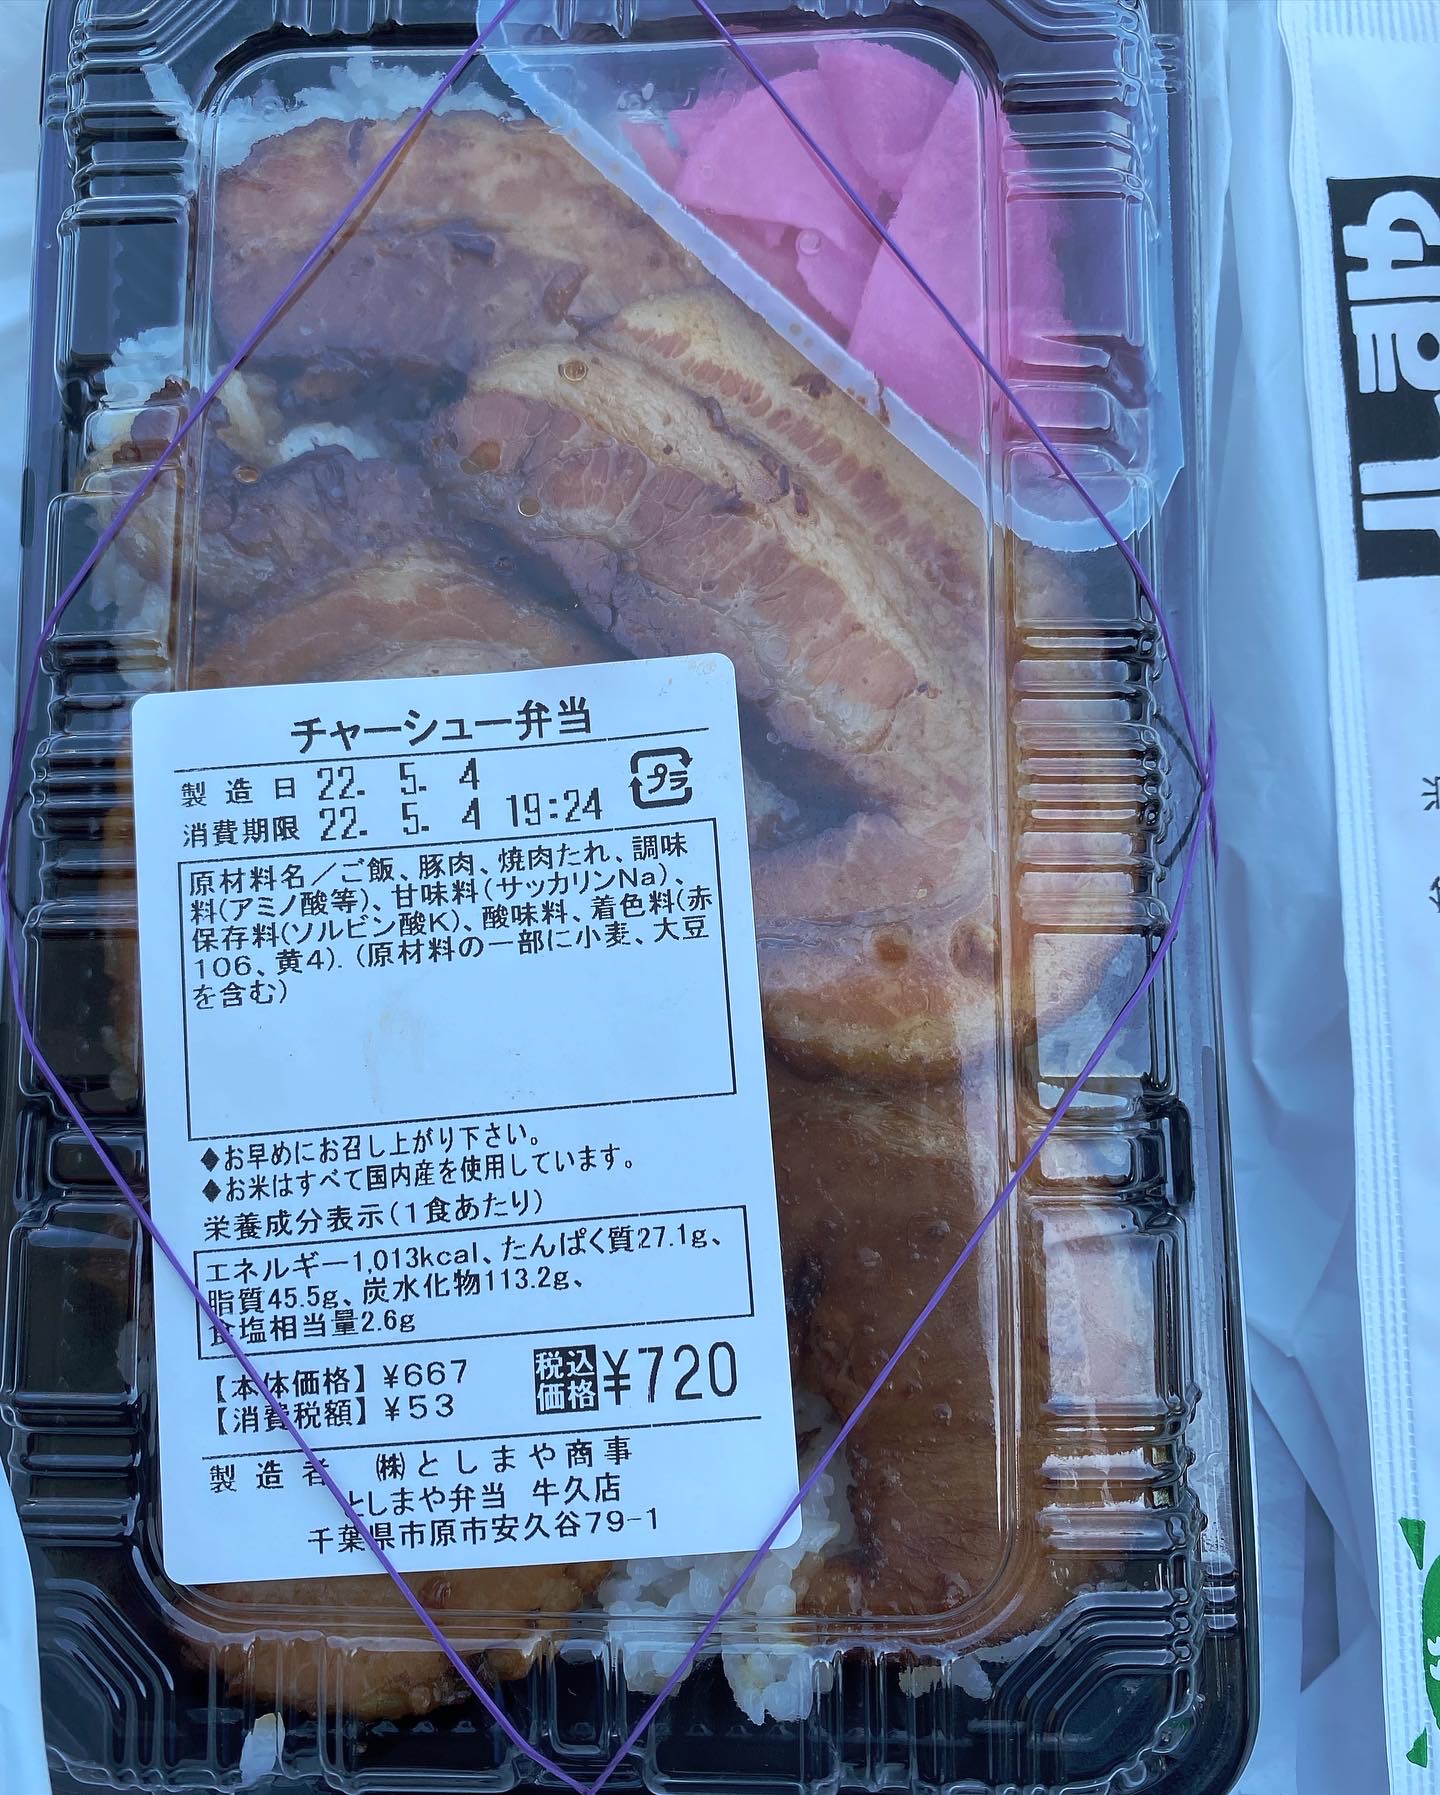 チャーシュー弁当
製造日 22. 5. 4
消費期限 22. 5. 4 19:24
プラ
原材料名／ご飯、豚肉、焼肉たれ、調味
料(アミノ酸等)、甘味料(サッカリンNa)、
保存料(ソルビン酸K)、酸味料、着色料(赤
106、黄4).(原材料の一部に小麦、大豆
を含む)
◆お早めにお召し上がり下さい。
◆お米はすべて国内産を使用しています。
栄養成分表示(1食あたり)
エネルギー1,013kcal、たんぱく質27.1g、
脂質45.5g、炭水化物113.2g、
食塩相当量2.6g
【本体価格】¥667
【消費税額】¥53
税込価格 ¥720
製造者 ㈱としまや商事
としまや弁当 牛久店
千葉県市原市安久谷79-1